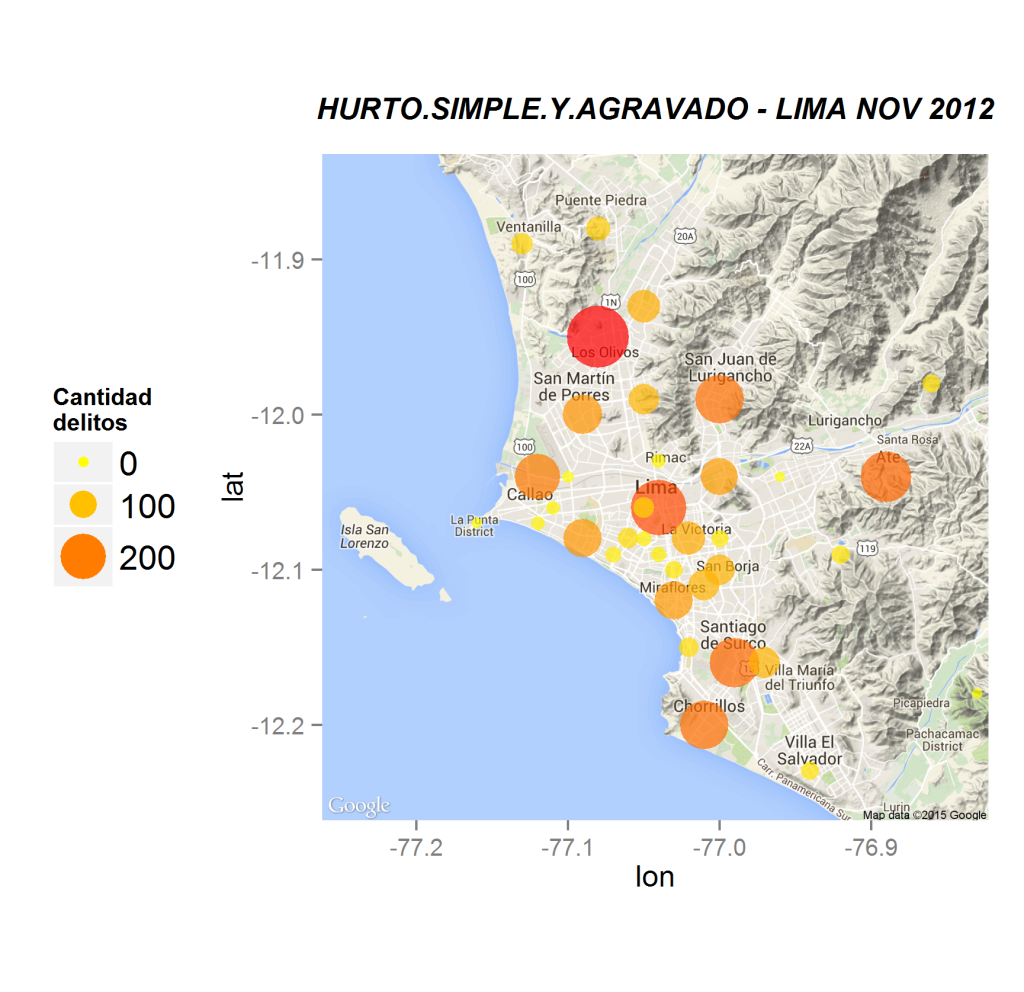 HURTO.SIMPLE.Y.AGRAVADO - LIMA NOV 2012
Cantidad
delitos
0
100
200
lat
-11.9
-12.0
-12.1
-12.2
Puente Piedra
Ventanilla
20A
100
1N
Los Olivos
San Juan de
Lurigancho
San Martín
de Porres
Lurigancho
Santa Rosa
100
22A
Rimac
Ate
Lima
Callao
La Punta
District
Isla San
Lorenzo
La Victoria
119
San Borja
Miraflores
Santiago
de Surco
1S
Villa María
del Triunfo
Chorrillos
Picapiedra
Pachacamac
District
Villa El
Salvador
Carr. Panamericana Sur
Lurin
Google
Map data ©2015 Google
-77.2
-77.1
-77.0
-76.9
lon